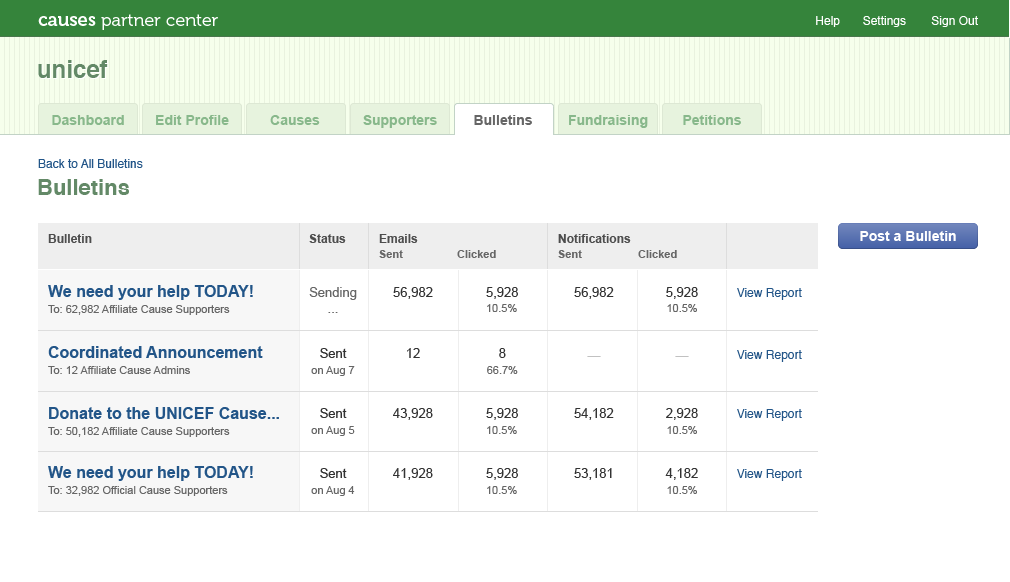 causes partner center
Help Settings Sign Out
unicef
Dashboard Edit Profile Causes Supporters Bulletins Fundraising Petitions
Back to All Bulletins
Bulletins
Post a Bulletin
Bulletin Status Emails Notifications
Sent Clicked Sent Clicked
We need your help TODAY! Sending 56,982 5,928 56,982 5,928 View Report
To: 62,982 Affiliate Cause Supporters ... 10.5% 10.5%
Coordinated Announcement Sent 12 8 — — View Report
To: 12 Affiliate Cause Admins on Aug 7 66.7%
Donate to the UNICEF Cause... Sent 43,928 5,928 54,182 2,928 View Report
To: 50,182 Affiliate Cause Supporters on Aug 5 10.5% 10.5%
We need your help TODAY! Sent 41,928 5,928 53,181 4,182 View Report
To: 32,982 Official Cause Supporters on Aug 4 10.5% 10.5%